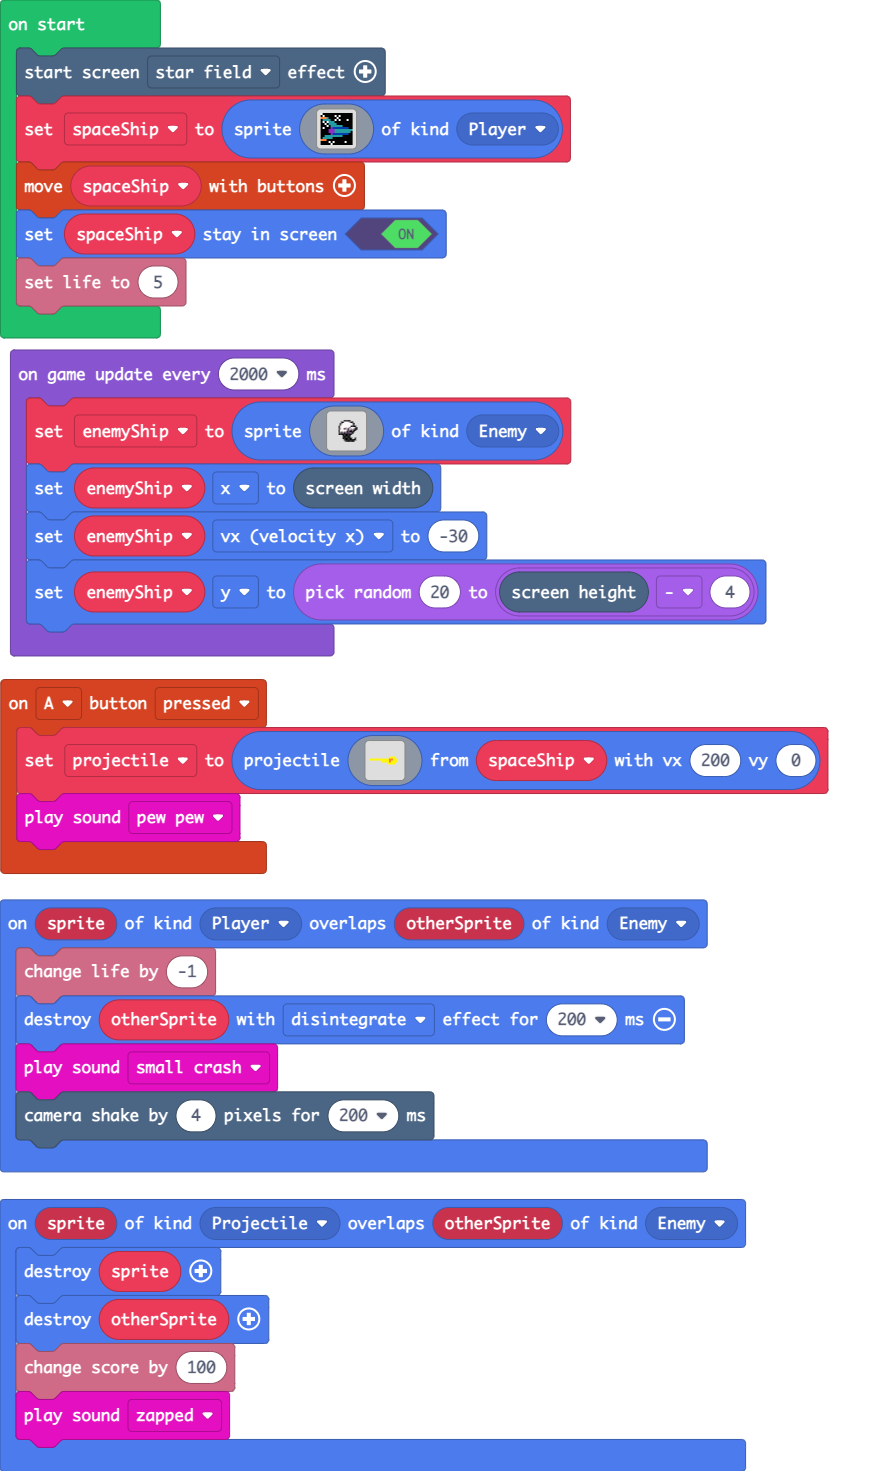 on start
start screen star field effect
set spaceShip to sprite of kind Player
move spaceShip with buttons
set spaceShip stay in screen ON
set life to 5
on game update every 2000 ms
set enemyShip to sprite of kind Enemy
set enemyShip x to screen width
set enemyShip vx (velocity x) to -30
set enemyShip y to pick random 20 to screen height - 4
on A button pressed
set projectile to projectile from spaceShip with vx 200 vy 0
play sound pew pew
on sprite of kind Player overlaps otherSprite of kind Enemy
change life by -1
destroy otherSprite with disintegrate effect for 200 ms
play sound small crash
camera shake by 4 pixels for 200 ms
on sprite of kind Projectile overlaps otherSprite of kind Enemy
destroy sprite
destroy otherSprite
change score by 100
play sound zapped